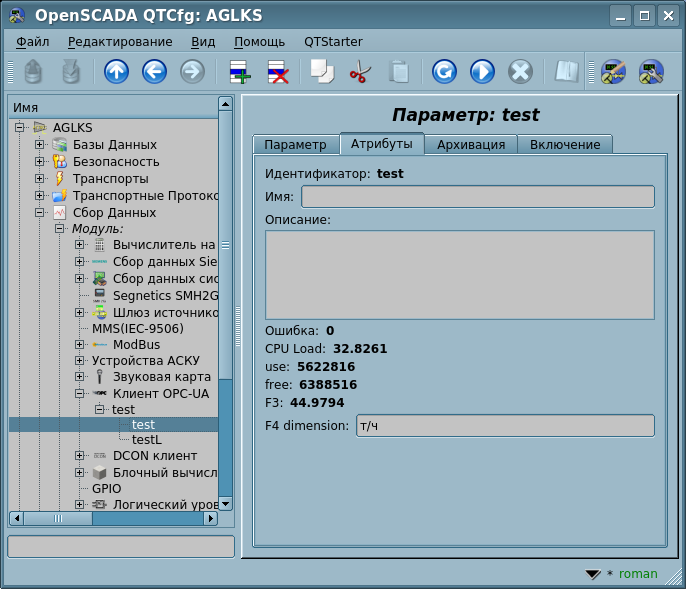 OpenSCADA QTCfg: AGLKS
Файл Редактирование Вид Помощь QTStarter
Имя
AGLKS
Базы Данных
Безопасность
Транспорты
Транспортные Протоко
Сбор Данных
Модуль:
Вычислитель на
Сбор данных Sie
Сбор данных сис
Segnetics SMH2G
Шлюз источнико
MMS(IEC-9506)
ModBus
Устройства АСКУ
Звуковая карта
Клиент OPC-UA
test
test
testL
DCON клиент
Блочный вычисл
GPIO
Логический уров
Параметр: test
Параметр Атрибуты Архивация Включение
Идентификатор: test
Имя:
Описание:
Ошибка: 0
CPU Load: 32.8261
use: 5622816
free: 6388516
F3: 44.9794
F4 dimension: т/ч
* roman